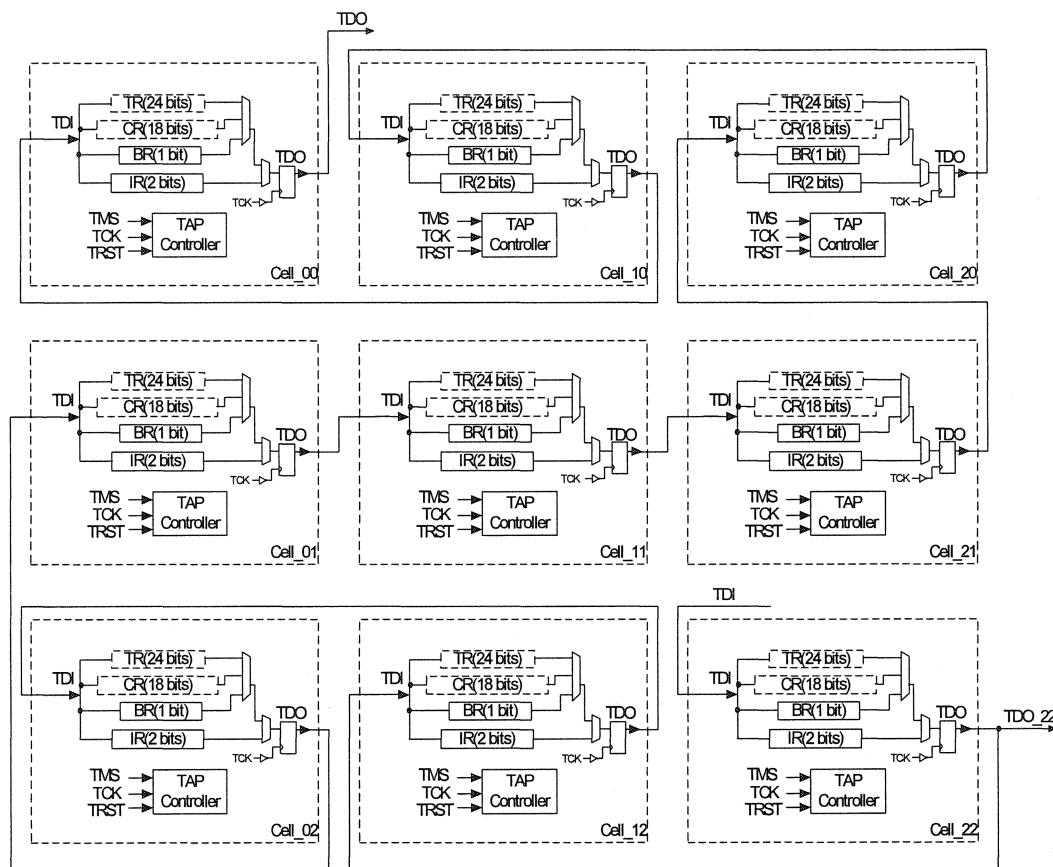 TDO
TR(24 bits)
TDI
CR(18 bits)
BR(1 bit)
TDO
IR(2 bits)
TCK
TMS
TCK
TRST
TAP
Controller
Cell_00
TR(24 bits)
TDI
CR(18 bits)
BR(1 bit)
TDO
IR(2 bits)
TCK
TMS
TCK
TRST
TAP
Controller
Cell_10
TR(24 bits)
TDI
CR(18 bits)
BR(1 bit)
TDO
IR(2 bits)
TCK
TMS
TCK
TRST
TAP
Controller
Cell_20
TR(24 bits)
TDI
CR(18 bits)
BR(1 bit)
TDO
IR(2 bits)
TCK
TMS
TCK
TRST
TAP
Controller
Cell_01
TR(24 bits)
TDI
CR(18 bits)
BR(1 bit)
TDO
IR(2 bits)
TCK
TMS
TCK
TRST
TAP
Controller
Cell_11
TR(24 bits)
TDI
CR(18 bits)
BR(1 bit)
TDO
IR(2 bits)
TCK
TMS
TCK
TRST
TAP
Controller
Cell_21
TR(24 bits)
TDI
CR(18 bits)
BR(1 bit)
TDO
IR(2 bits)
TCK
TMS
TCK
TRST
TAP
Controller
Cell_02
TR(24 bits)
TDI
CR(18 bits)
BR(1 bit)
TDO
IR(2 bits)
TCK
TMS
TCK
TRST
TAP
Controller
Cell_12
TDI
TR(24 bits)
TDI
CR(18 bits)
BR(1 bit)
TDO
TDO_22
IR(2 bits)
TCK
TMS
TCK
TRST
TAP
Controller
Cell_22